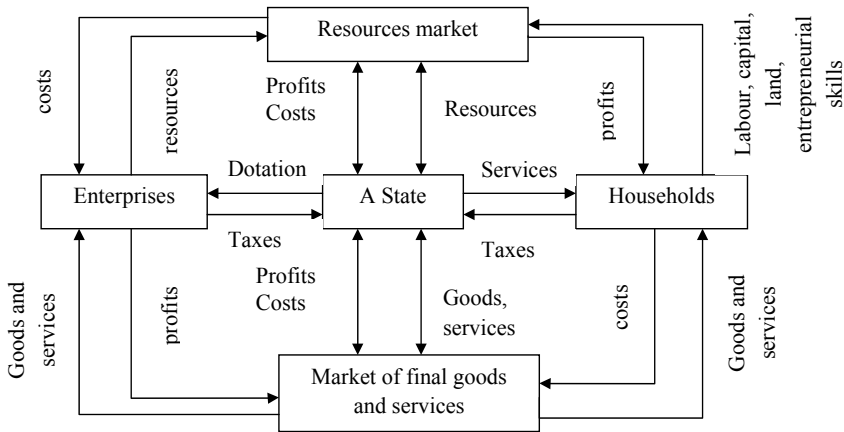 Resources market
costs
resources
Profits
Costs
Resources
profits
Labour, capital,
land,
entrepreneurial
skills
Enterprises
Dotation
Taxes
A State
Services
Taxes
Households
Goods and
services
profits
Profits
Costs
Goods,
services
costs
Goods and
services
Market of final goods
and services